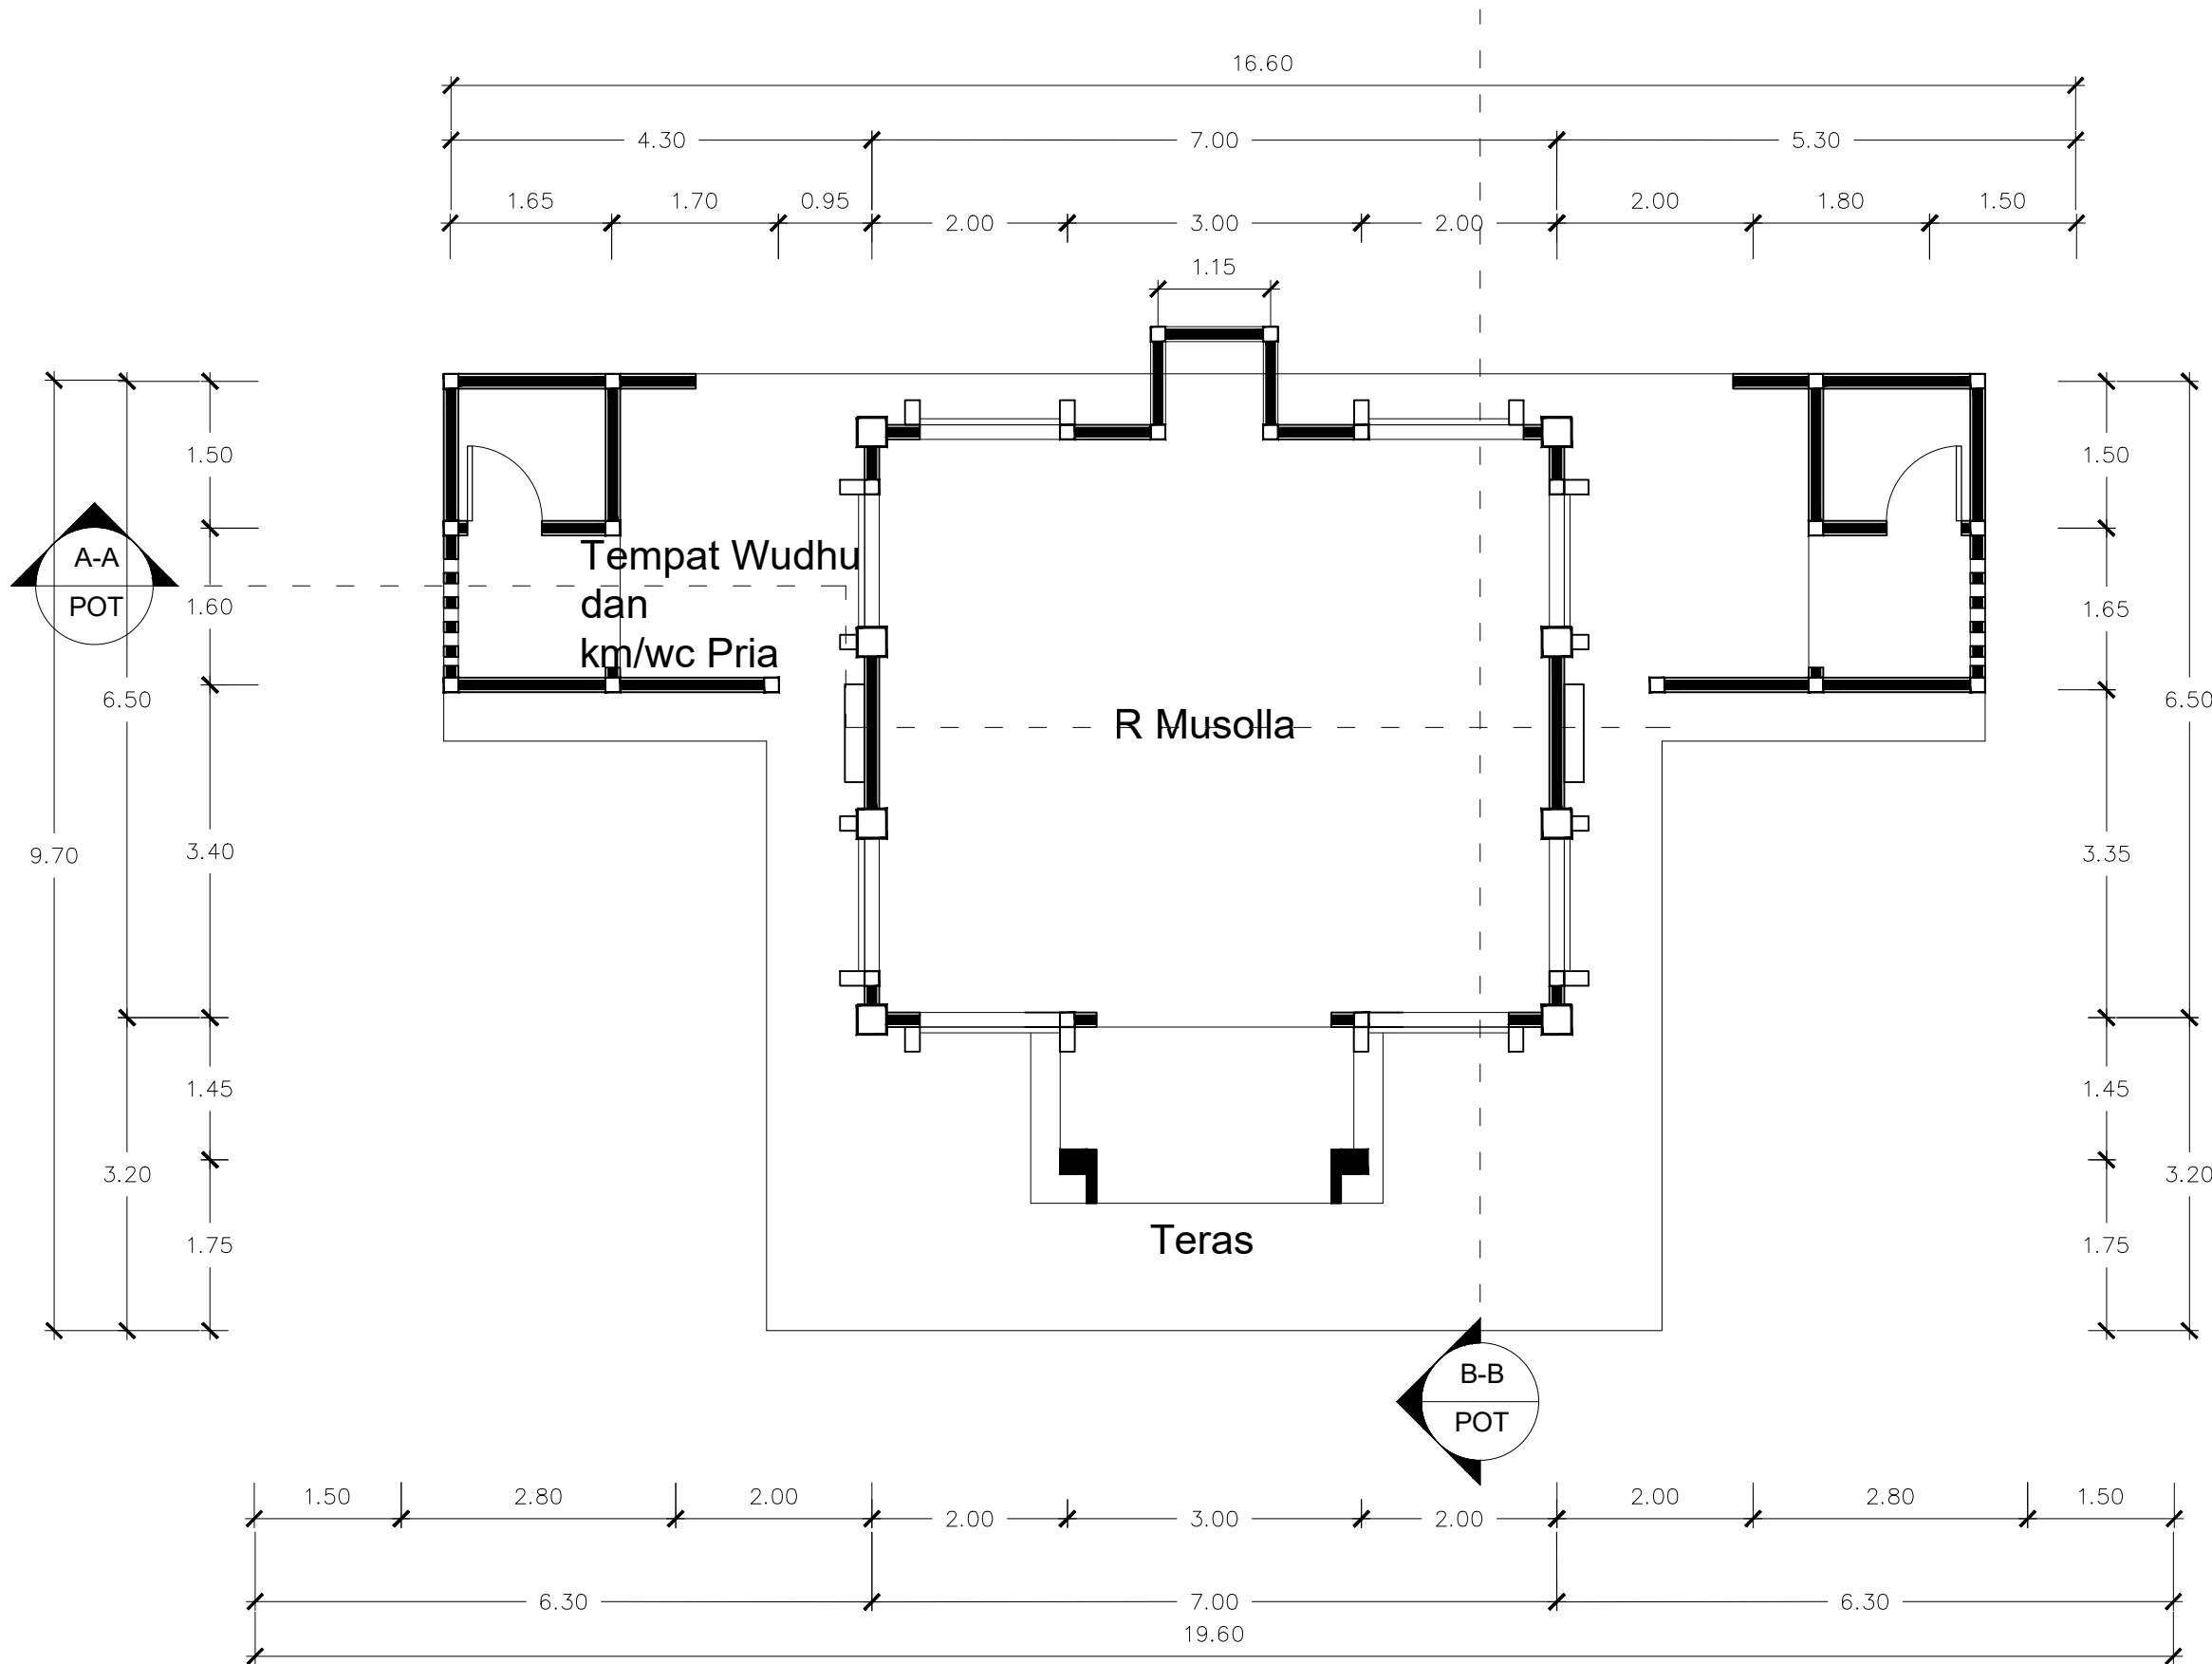 16.60
4.30 7.00 5.30
1.65 1.70 0.95 2.00 3.00 2.00 2.00 1.80 1.50
1.15
1.50 1.50
A-A
POT
Tempat Wudhu
dan
km/wc Pria
1.60 1.65
6.50 6.50
R Musolla
9.70 3.40 3.35
1.45 1.45
3.20 3.20
1.75 1.75
Teras
B-B
POT
1.50 2.80 2.00 2.00 3.00 2.00 2.00 2.80 1.50
6.30 7.00 6.30
19.60